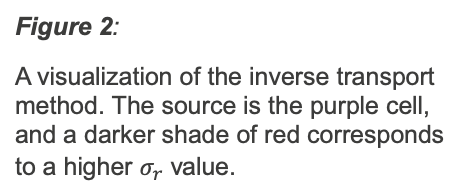 Figure 2:
A visualization of the inverse transport
method. The source is the purple cell,
and a darker shade of red corresponds
to a higher σᵣ value.